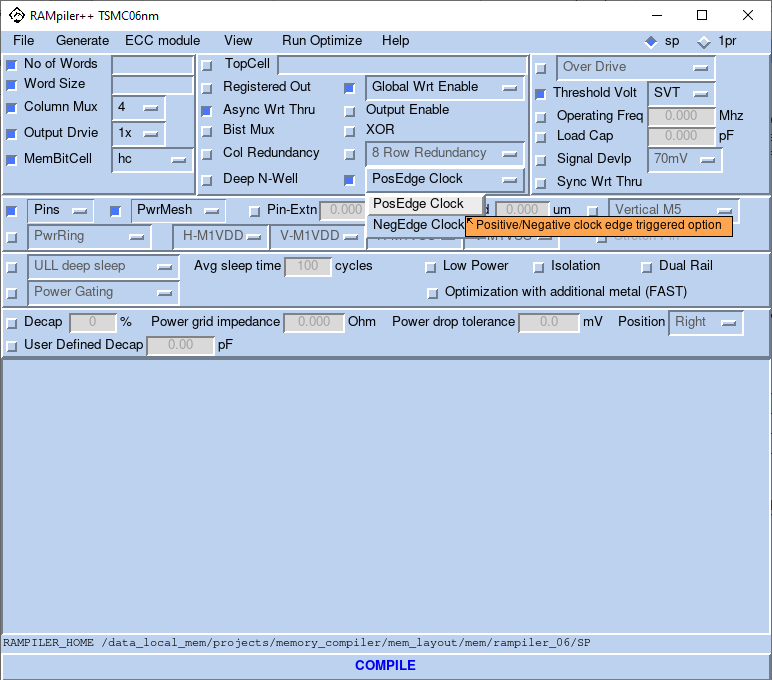 RAMpiler++ TSMC06nm
File Generate ECC module View Run Optimize Help sp 1pr
No of Words TopCell Over Drive
Word Size Registered Out Global Wrt Enable Threshold Volt SVT
Column Mux 4 Async Wrt Thru Output Enable Operating Freq 0.000 Mhz
Output Drvie 1x Bist Mux XOR Load Cap 0.000 pF
MemBitCell hc Col Redundancy 8 Row Redundancy Signal Devlp 70mV
Deep N-Well PosEdge Clock Sync Wrt Thru
Pins PwrMesh Pin-Extn 0.000 PosEdge Clock 0.000 um Vertical M5
NegEdge Clock Positive/Negative clock edge triggered option
PwrRing H-M1VDD V-M1VDD
ULL deep sleep Avg sleep time 100 cycles Low Power Isolation Dual Rail
Power Gating Optimization with additional metal (FAST)
Decap 0 % Power grid impedance 0.000 Ohm Power drop tolerance 0.0 mV Position Right
User Defined Decap 0.00 pF
RAMPILER_HOME /data_local_mem/projects/memory_compiler/mem_layout/mem/rampiler_06/SP
COMPILE